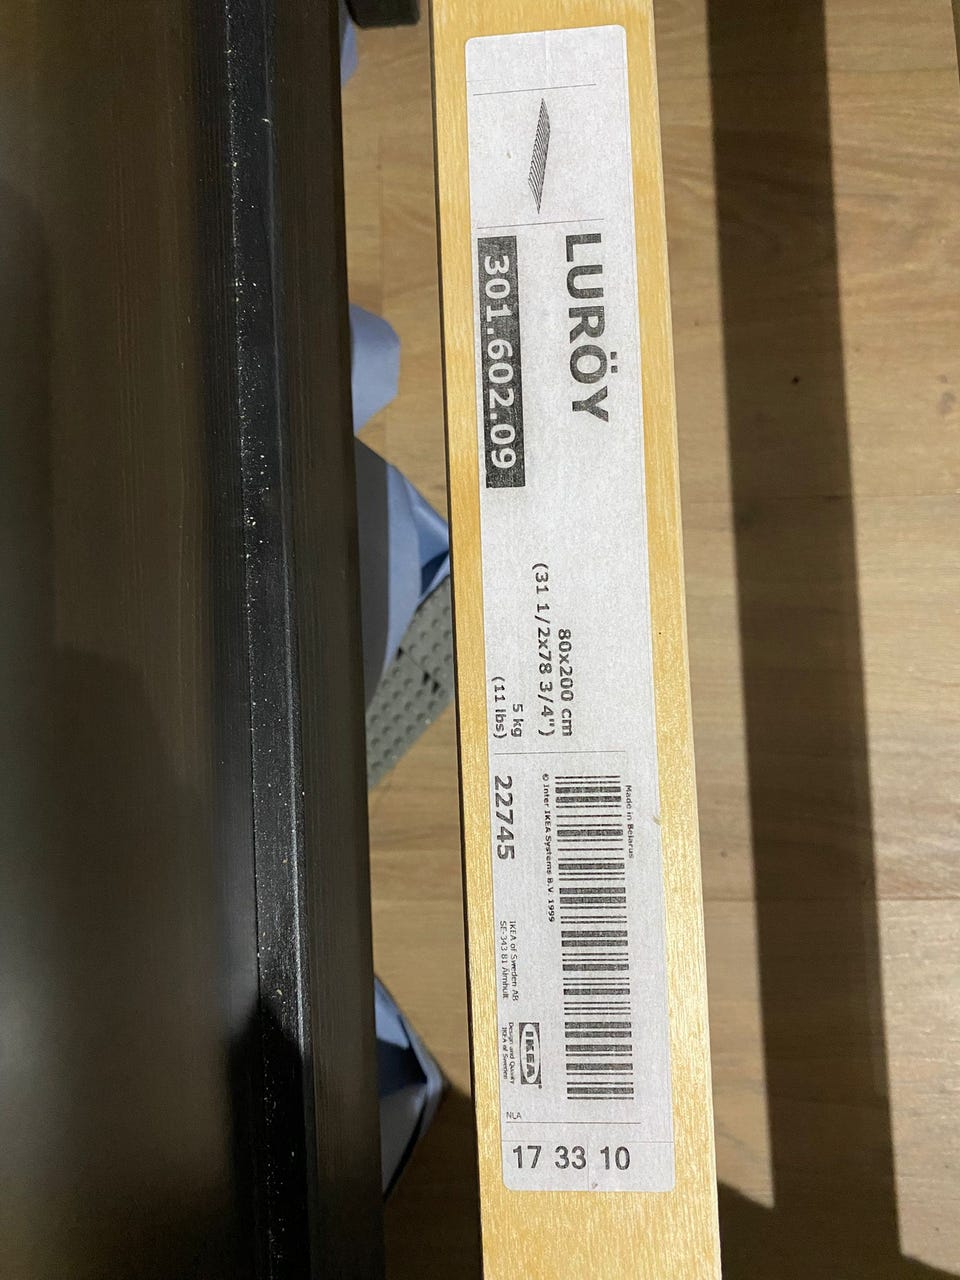 LURÖY
301.602.09
80x200 cm
(31 1/2x78 3/4")
5 kg
(11 lbs)
Made in Belarus
© Inter IKEA Systems B.V. 1999
22745
IKEA of Sweden AB
SE-343 81 Älmhult
IKEA®
Design and Quality
IKEA of Sweden
NLA
17 33 10